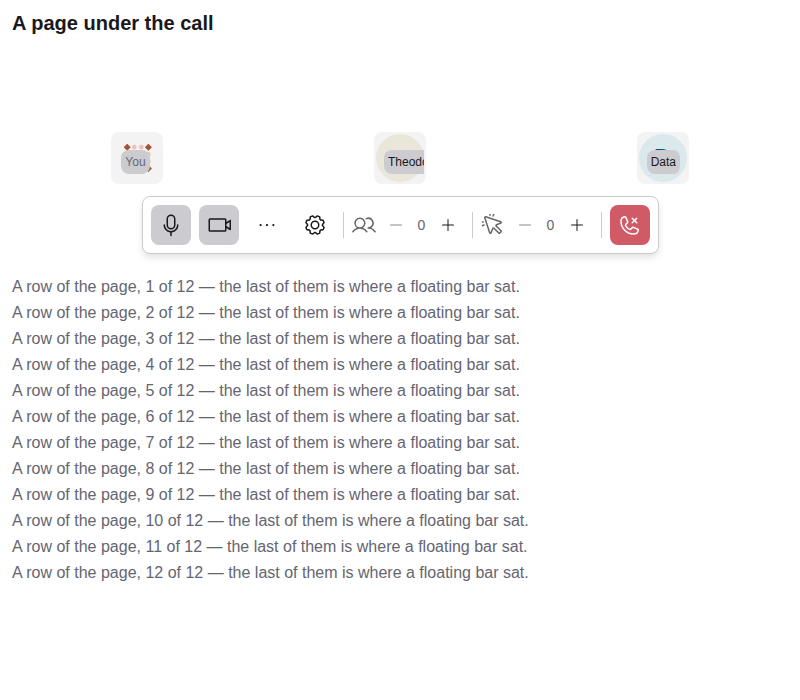 A page under the call
You
Theod
Data
0
0
A row of the page, 1 of 12 — the last of them is where a floating bar sat.
A row of the page, 2 of 12 — the last of them is where a floating bar sat.
A row of the page, 3 of 12 — the last of them is where a floating bar sat.
A row of the page, 4 of 12 — the last of them is where a floating bar sat.
A row of the page, 5 of 12 — the last of them is where a floating bar sat.
A row of the page, 6 of 12 — the last of them is where a floating bar sat.
A row of the page, 7 of 12 — the last of them is where a floating bar sat.
A row of the page, 8 of 12 — the last of them is where a floating bar sat.
A row of the page, 9 of 12 — the last of them is where a floating bar sat.
A row of the page, 10 of 12 — the last of them is where a floating bar sat.
A row of the page, 11 of 12 — the last of them is where a floating bar sat.
A row of the page, 12 of 12 — the last of them is where a floating bar sat.